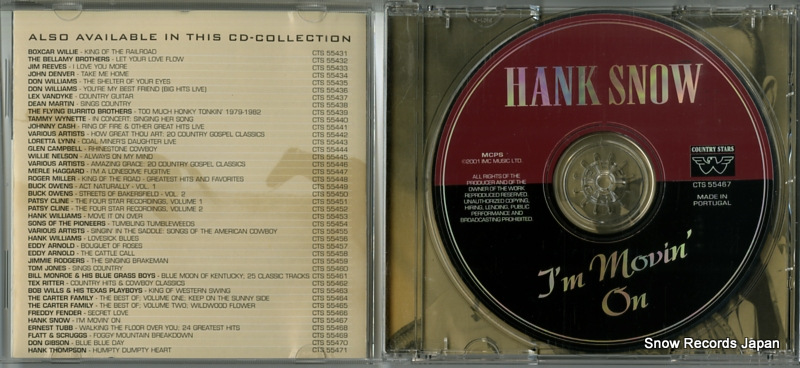 ALSO AVAILABLE IN THIS CD-COLLECTION
BOXCAR WILLIE - KING OF THE RAILROAD CTS 55431
THE BELLAMY BROTHERS - LET YOUR LOVE FLOW CTS 55432
JIM REEVES - I LOVE YOU MORE CTS 55433
JOHN DENVER - TAKE ME HOME CTS 55434
DON WILLIAMS - THE SHELTER OF YOUR EYES CTS 55435
DON WILLIAMS - YOU'RE MY BEST FRIEND (BIG HITS LIVE) CTS 55436
LEX VANDYKE - COUNTRY GUITAR CTS 55437
DEAN MARTIN - SINGS COUNTRY CTS 55438
THE FLYING BURRITO BROTHERS - TOO MUCH HONKY TONKIN' 1979-1982 CTS 55439
TAMMY WYNETTE - IN CONCERT: SINGING HER SONG CTS 55440
JOHNNY CASH - RING OF FIRE & OTHER GREAT HITS LIVE CTS 55441
VARIOUS ARTISTS - HOW GREAT THOU ART: 20 COUNTRY GOSPEL CLASSICS CTS 55442
LORETTA LYNN - COAL MINER'S DAUGHTER LIVE CTS 55443
GLEN CAMPBELL - RHINESTONE COWBOY CTS 55444
WILLIE NELSON - ALWAYS ON MY MIND CTS 55445
VARIOUS ARTISTS - AMAZING GRACE: 20 COUNTRY GOSPEL CLASSICS CTS 55446
MERLE HAGGARD - I'M A LONESOME FUGITIVE CTS 55447
ROGER MILLER - KING OF THE ROAD - GREATEST HITS AND FAVORITES CTS 55448
BUCK OWENS - ACT NATURALLY - VOL. 1 CTS 55449
BUCK OWENS - STREETS OF BAKERSFIELD - VOL. 2 CTS 55450
PATSY CLINE - THE FOUR STAR RECORDINGS, VOLUME 1 CTS 55451
PATSY CLINE - THE FOUR STAR RECORDINGS, VOLUME 2 CTS 55452
HANK WILLIAMS - MOVE IT ON OVER CTS 55453
SONS OF THE PIONEERS - TUMBLING TUMBLEWEEDS CTS 55454
VARIOUS ARTISTS - SINGIN' IN THE SADDLE: SONGS OF THE AMERICAN COWBOY CTS 55455
HANK WILLIAMS - LOVESICK BLUES CTS 55456
EDDY ARNOLD - BOUQUET OF ROSES CTS 55457
EDDY ARNOLD - THE CATTLE CALL CTS 55458
JIMMIE RODGERS - THE SINGING BRAKEMAN CTS 55459
TOM JONES - SINGS COUNTRY CTS 55460
BILL MONROE & HIS BLUE GRASS BOYS - BLUE MOON OF KENTUCKY, 25 CLASSIC TRACKS CTS 55461
TEX RITTER - COUNTRY HITS & COWBOY CLASSICS CTS 55462
BOB WILLS & HIS TEXAS PLAYBOYS - KING OF WESTERN SWING CTS 55463
THE CARTER FAMILY - THE BEST OF; VOLUME ONE, KEEP ON THE SUNNY SIDE CTS 55464
THE CARTER FAMILY - THE BEST OF; VOLUME TWO; WILDWOOD FLOWER CTS 55465
FREDDY FENDER - SECRET LOVE CTS 55466
HANK SNOW - I'M MOVIN' ON CTS 55467
ERNEST TUBB - WALKING THE FLOOR OVER YOU: 24 GREATEST HITS CTS 55468
FLATT & SCRUGGS - FOGGY MOUNTAIN BREAKDOWN CTS 55469
DON GIBSON - BLUE BLUE DAY CTS 55470
HANK THOMPSON - HUMPTY DUMPTY HEART CTS 55471
HANK SNOW
MCPS
©2001 IMC MUSIC LTD.
ALL RIGHTS OF THE
PRODUCER AND OF THE
OWNER OF THE WORK
REPRODUCED RESERVED.
UNAUTHORIZED COPYING,
HIRING, LENDING, PUBLIC
PERFORMANCE AND
BROADCASTING PROHIBITED.
COUNTRY STARS
CTS 55467
MADE IN
PORTUGAL
I'm Movin'
On
Snow Records Japan